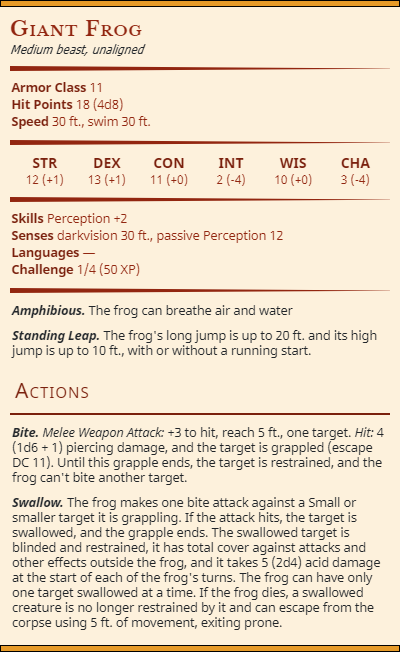 Giant Frog
Medium beast, unaligned
Armor Class 11
Hit Points 18 (4d8)
Speed 30 ft., swim 30 ft.
STR DEX CON INT WIS CHA
12 (+1) 13 (+1) 11 (+0) 2 (-4) 10 (+0) 3 (-4)
Skills Perception +2
Senses darkvision 30 ft., passive Perception 12
Languages —
Challenge 1/4 (50 XP)
Amphibious. The frog can breathe air and water
Standing Leap. The frog's long jump is up to 20 ft. and its high
jump is up to 10 ft., with or without a running start.
Actions
Bite. Melee Weapon Attack: +3 to hit, reach 5 ft., one target. Hit: 4
(1d6 + 1) piercing damage, and the target is grappled (escape
DC 11). Until this grapple ends, the target is restrained, and the
frog can't bite another target.
Swallow. The frog makes one bite attack against a Small or
smaller target it is grappling. If the attack hits, the target is
swallowed, and the grapple ends. The swallowed target is
blinded and restrained, it has total cover against attacks and
other effects outside the frog, and it takes 5 (2d4) acid damage
at the start of each of the frog's turns. The frog can have only
one target swallowed at a time. If the frog dies, a swallowed
creature is no longer restrained by it and can escape from the
corpse using 5 ft. of movement, exiting prone.